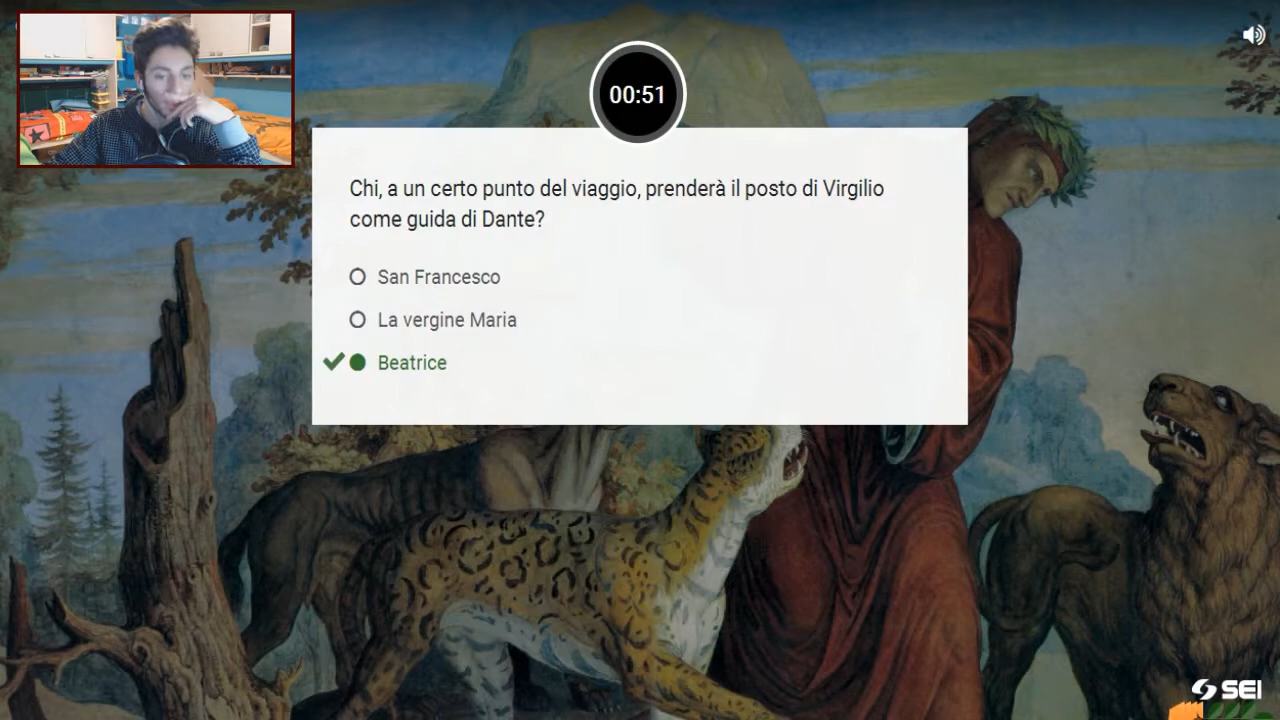 00:51
Chi, a un certo punto del viaggio, prenderà il posto di Virgilio
come guida di Dante?
San Francesco
La vergine Maria
Beatrice
SEI